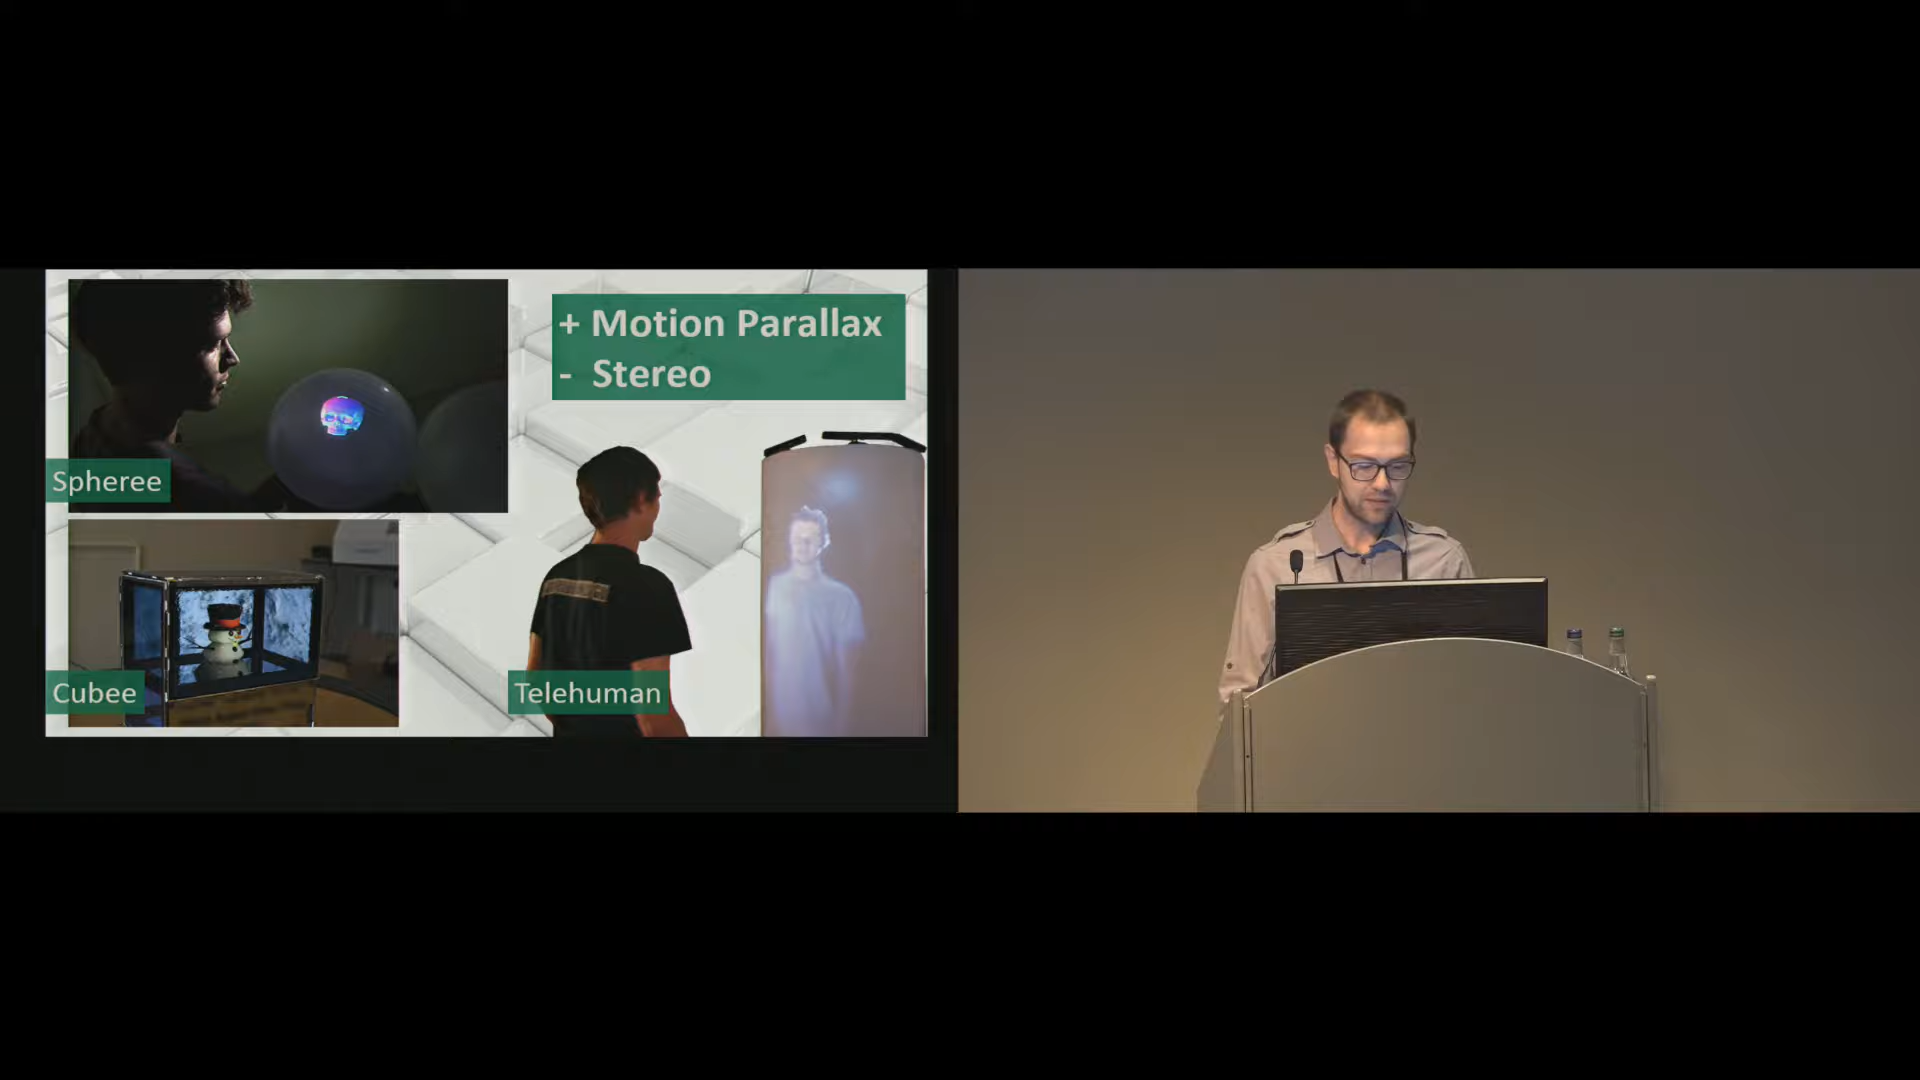 + Motion Parallax
- Stereo
Spheree
Cubee
Telehuman